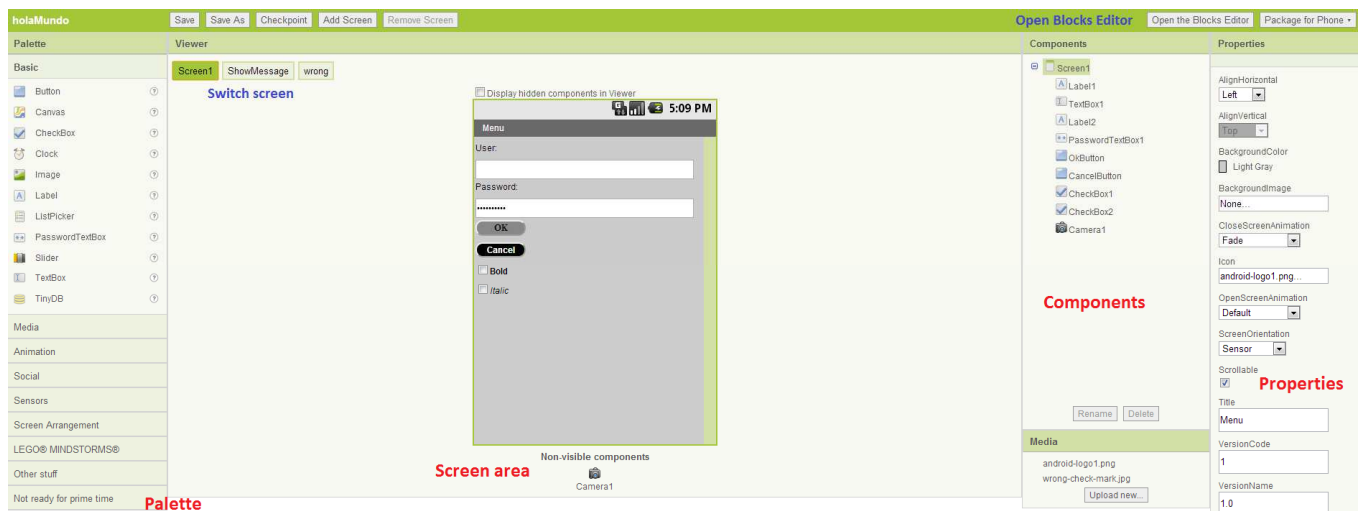 holaMundo Save Save As Checkpoint Add Screen Remove Screen Open Blocks Editor Open the Blocks Editor Package for Phone
Palette
Basic
Button
Canvas
CheckBox
Clock
Image
Label
ListPicker
PasswordTextBox
Slider
TextBox
TinyDB
Media
Animation
Social
Sensors
Screen Arrangement
LEGO® MINDSTORMS®
Other stuff
Not ready for prime time
Palette
Viewer
Screen1 ShowMessage wrong
Switch screen
Display hidden components in Viewer
5:09 PM
Menu
User:
Password:
OK
Cancel
Bold
Italic
Non-visible components
Screen area
Camera1
Components
Screen1
Label1
TextBox1
Label2
PasswordTextBox1
OkButton
CancelButton
CheckBox1
CheckBox2
Camera1
Components
Rename Delete
Media
android-logo1.png
wrong-check-mark.jpg
Upload new...
Properties
AlignHorizontal
Left
AlignVertical
Top
BackgroundColor
Light Gray
BackgroundImage
None...
CloseScreenAnimation
Fade
Icon
android-logo1.png...
OpenScreenAnimation
Default
ScreenOrientation
Sensor
Scrollable
Properties
Title
Menu
VersionCode
1
VersionName
1.0